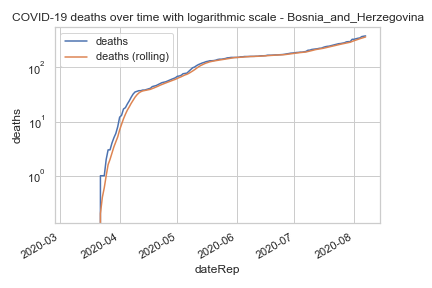 COVID-19 deaths over time with logarithmic scale - Bosnia_and_Herzegovina
deaths
deaths (rolling)
10²
10¹
10⁰
deaths
2020-03
2020-04
2020-05
2020-06
2020-07
2020-08
dateRep